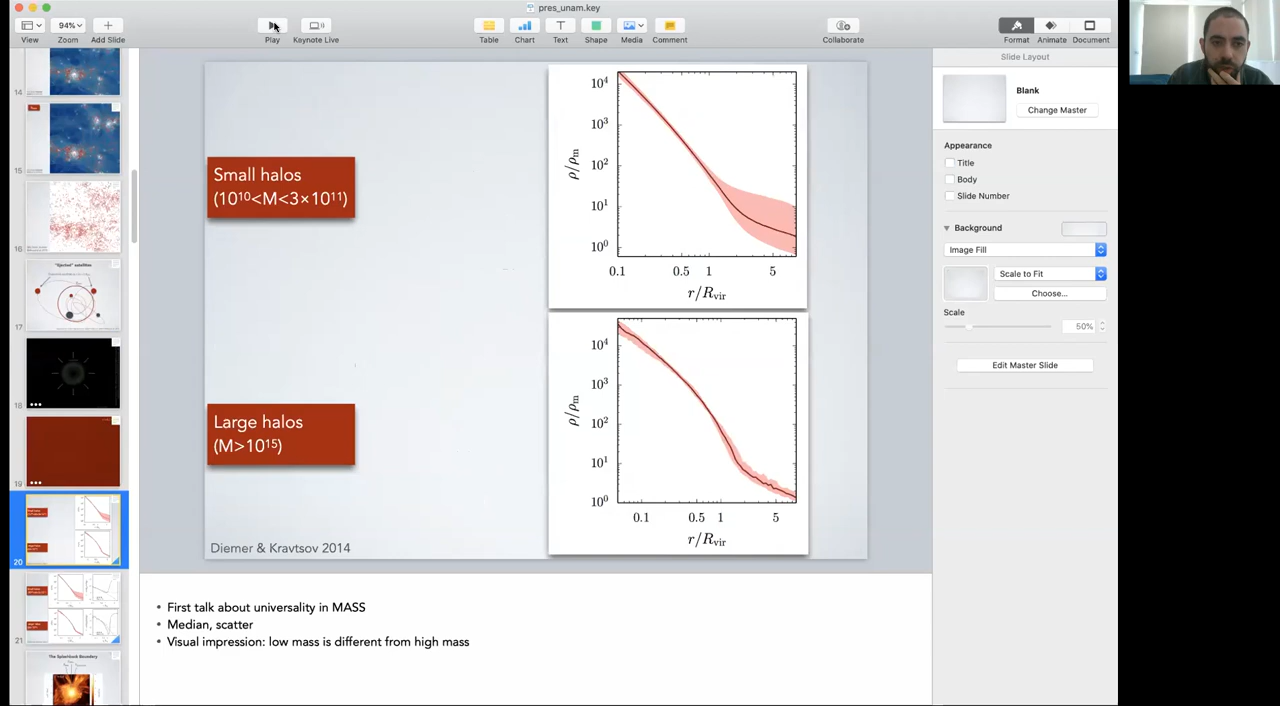 pres_unam.key
94%
View
Zoom
Add Slide
Play
Keynote Live
Table
Chart
Text
Shape
Media
Comment
Collaborate
Format
Animate
Document
14
15
16
17
"Ejected" satellites
18
19
20
21
The Splashback Boundary
Small halos
(10¹⁰<M<3×10¹¹)
ρ/ρm
10⁴
10³
10²
10¹
10⁰
0.1 0.5 1 5
r/Rvir
Large halos
(M>10¹⁵)
ρ/ρm
10⁴
10³
10²
10¹
10⁰
0.1 0.5 1 5
r/Rvir
Diemer & Kravtsov 2014
• First talk about universality in MASS
• Median, scatter
• Visual impression: low mass is different from high mass
Slide Layout
Blank
Change Master
Appearance
Title
Body
Slide Number
Background
Image Fill
Scale to Fit
Choose...
Scale
50%
Edit Master Slide